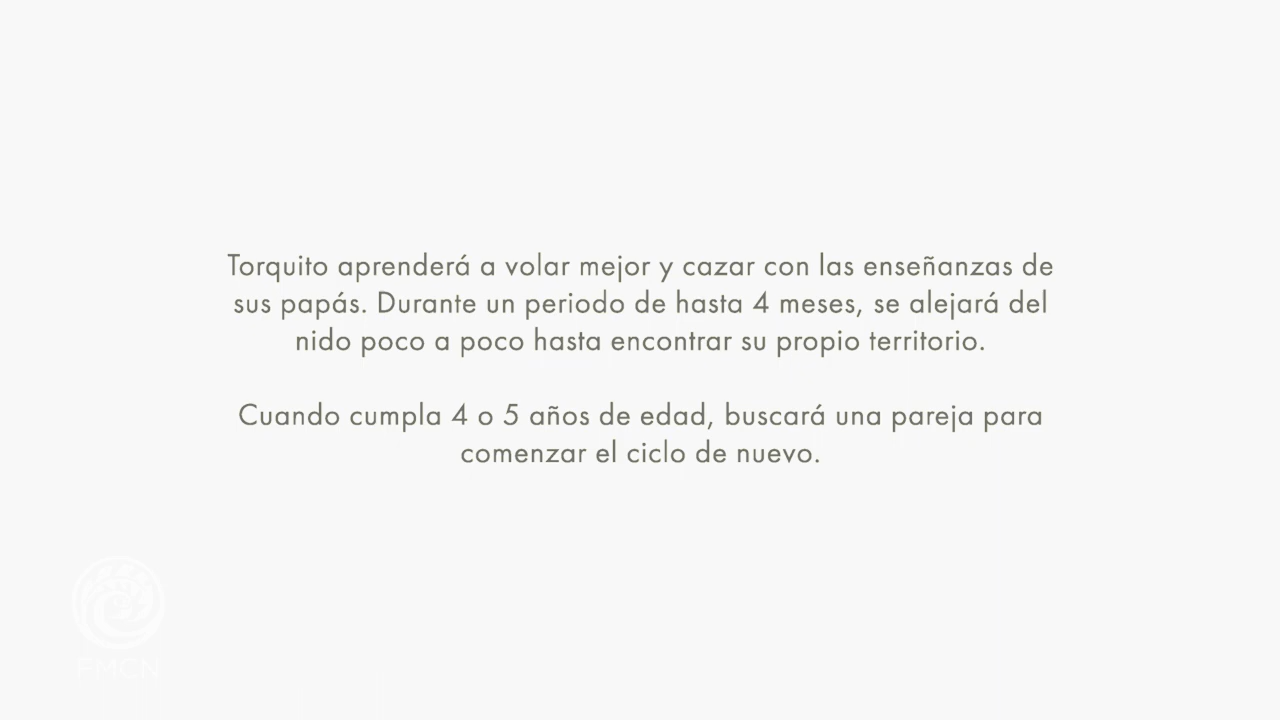 Torquito aprenderá a volar mejor y cazar con las enseñanzas de
sus papás. Durante un periodo de hasta 4 meses, se alejará del
nido poco a poco hasta encontrar su propio territorio.
Cuando cumpla 4 o 5 años de edad, buscará una pareja para
comenzar el ciclo de nuevo.
FMCN